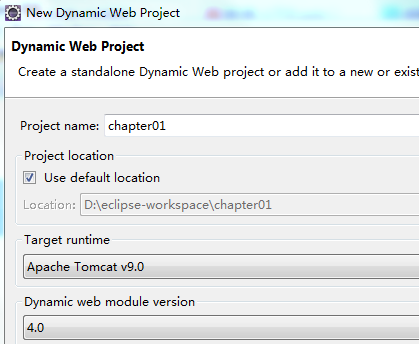 New Dynamic Web Project
Dynamic Web Project
Create a standalone Dynamic Web project or add it to a new or exist
Project name: chapter01
Project location
Use default location
Location: D:\eclipse-workspace\chapter01
Target runtime
Apache Tomcat v9.0
Dynamic web module version
4.0